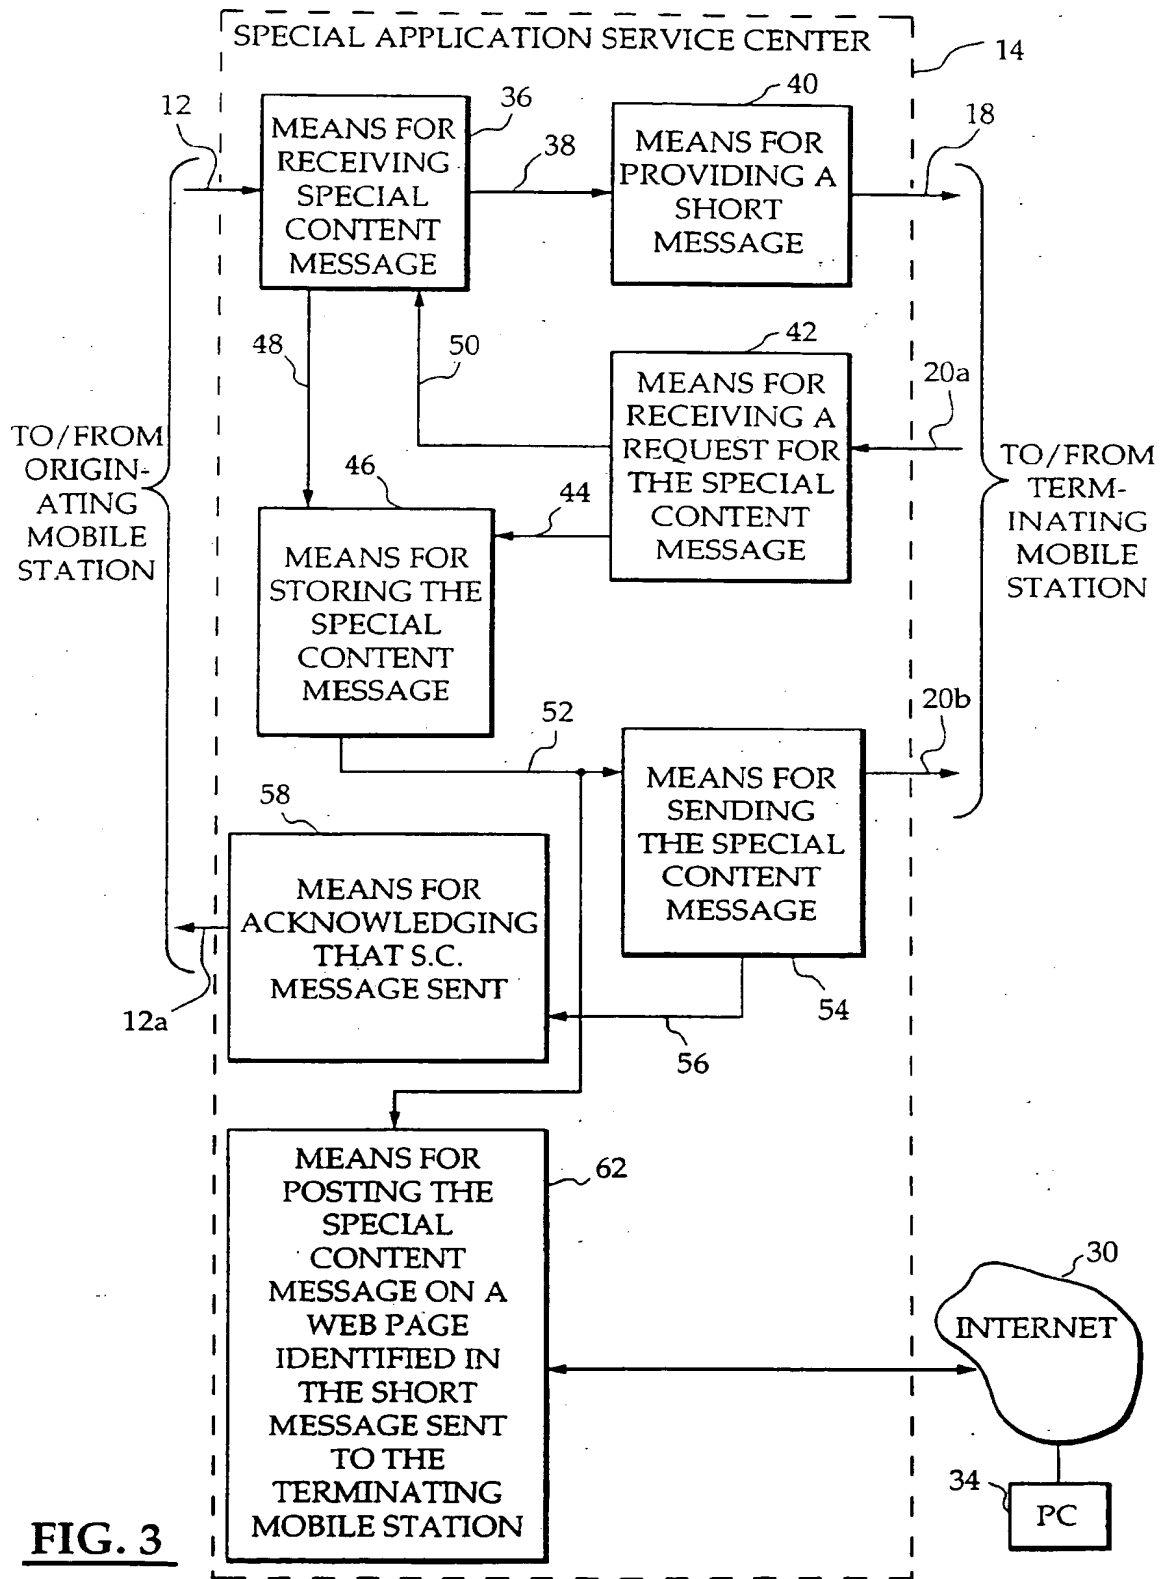 SPECIAL APPLICATION SERVICE CENTER
14
12
MEANS FOR
RECEIVING
SPECIAL
CONTENT
MESSAGE
36
38
40
MEANS FOR
PROVIDING A
SHORT
MESSAGE
18
48
50
42
MEANS FOR
RECEIVING A
REQUEST FOR
THE SPECIAL
CONTENT
MESSAGE
20a
TO/FROM
ORIGIN-
ATING
MOBILE
STATION
TO/FROM
TERM-
INATING
MOBILE
STATION
46
44
MEANS FOR
STORING THE
SPECIAL
CONTENT
MESSAGE
52
20b
MEANS FOR
SENDING
THE SPECIAL
CONTENT
MESSAGE
54
58
MEANS FOR
ACKNOWLEDGING
THAT S.C.
MESSAGE SENT
12a
56
MEANS FOR
POSTING THE
SPECIAL
CONTENT
MESSAGE ON A
WEB PAGE
IDENTIFIED IN
THE SHORT
MESSAGE SENT
TO THE
TERMINATING
MOBILE STATION
62
30
INTERNET
34
PC
FIG. 3